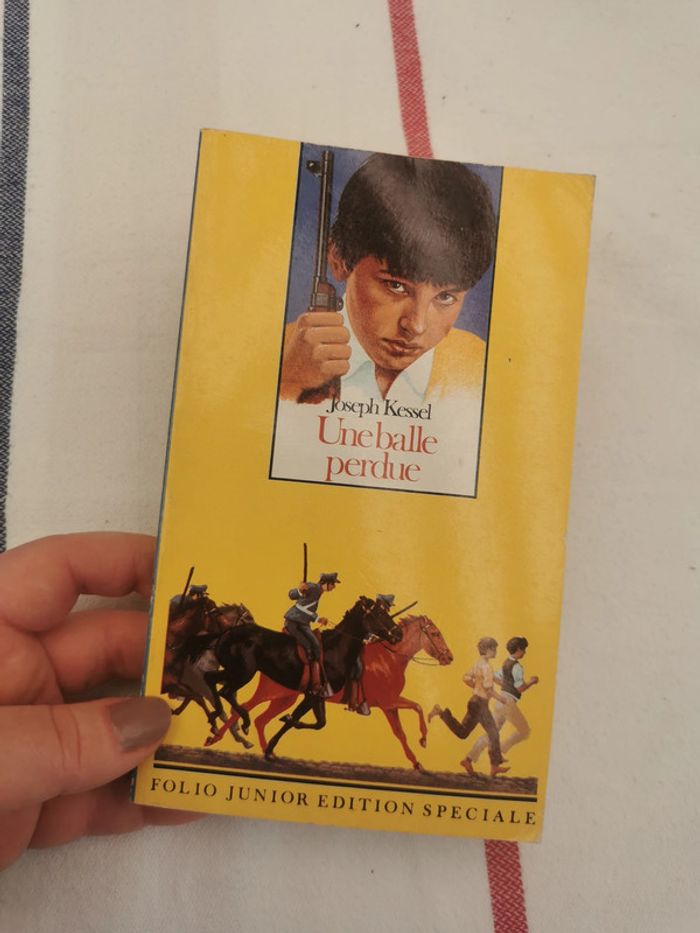 Joseph Kessel
Une balle
perdue
FOLIO JUNIOR EDITION SPECIALE